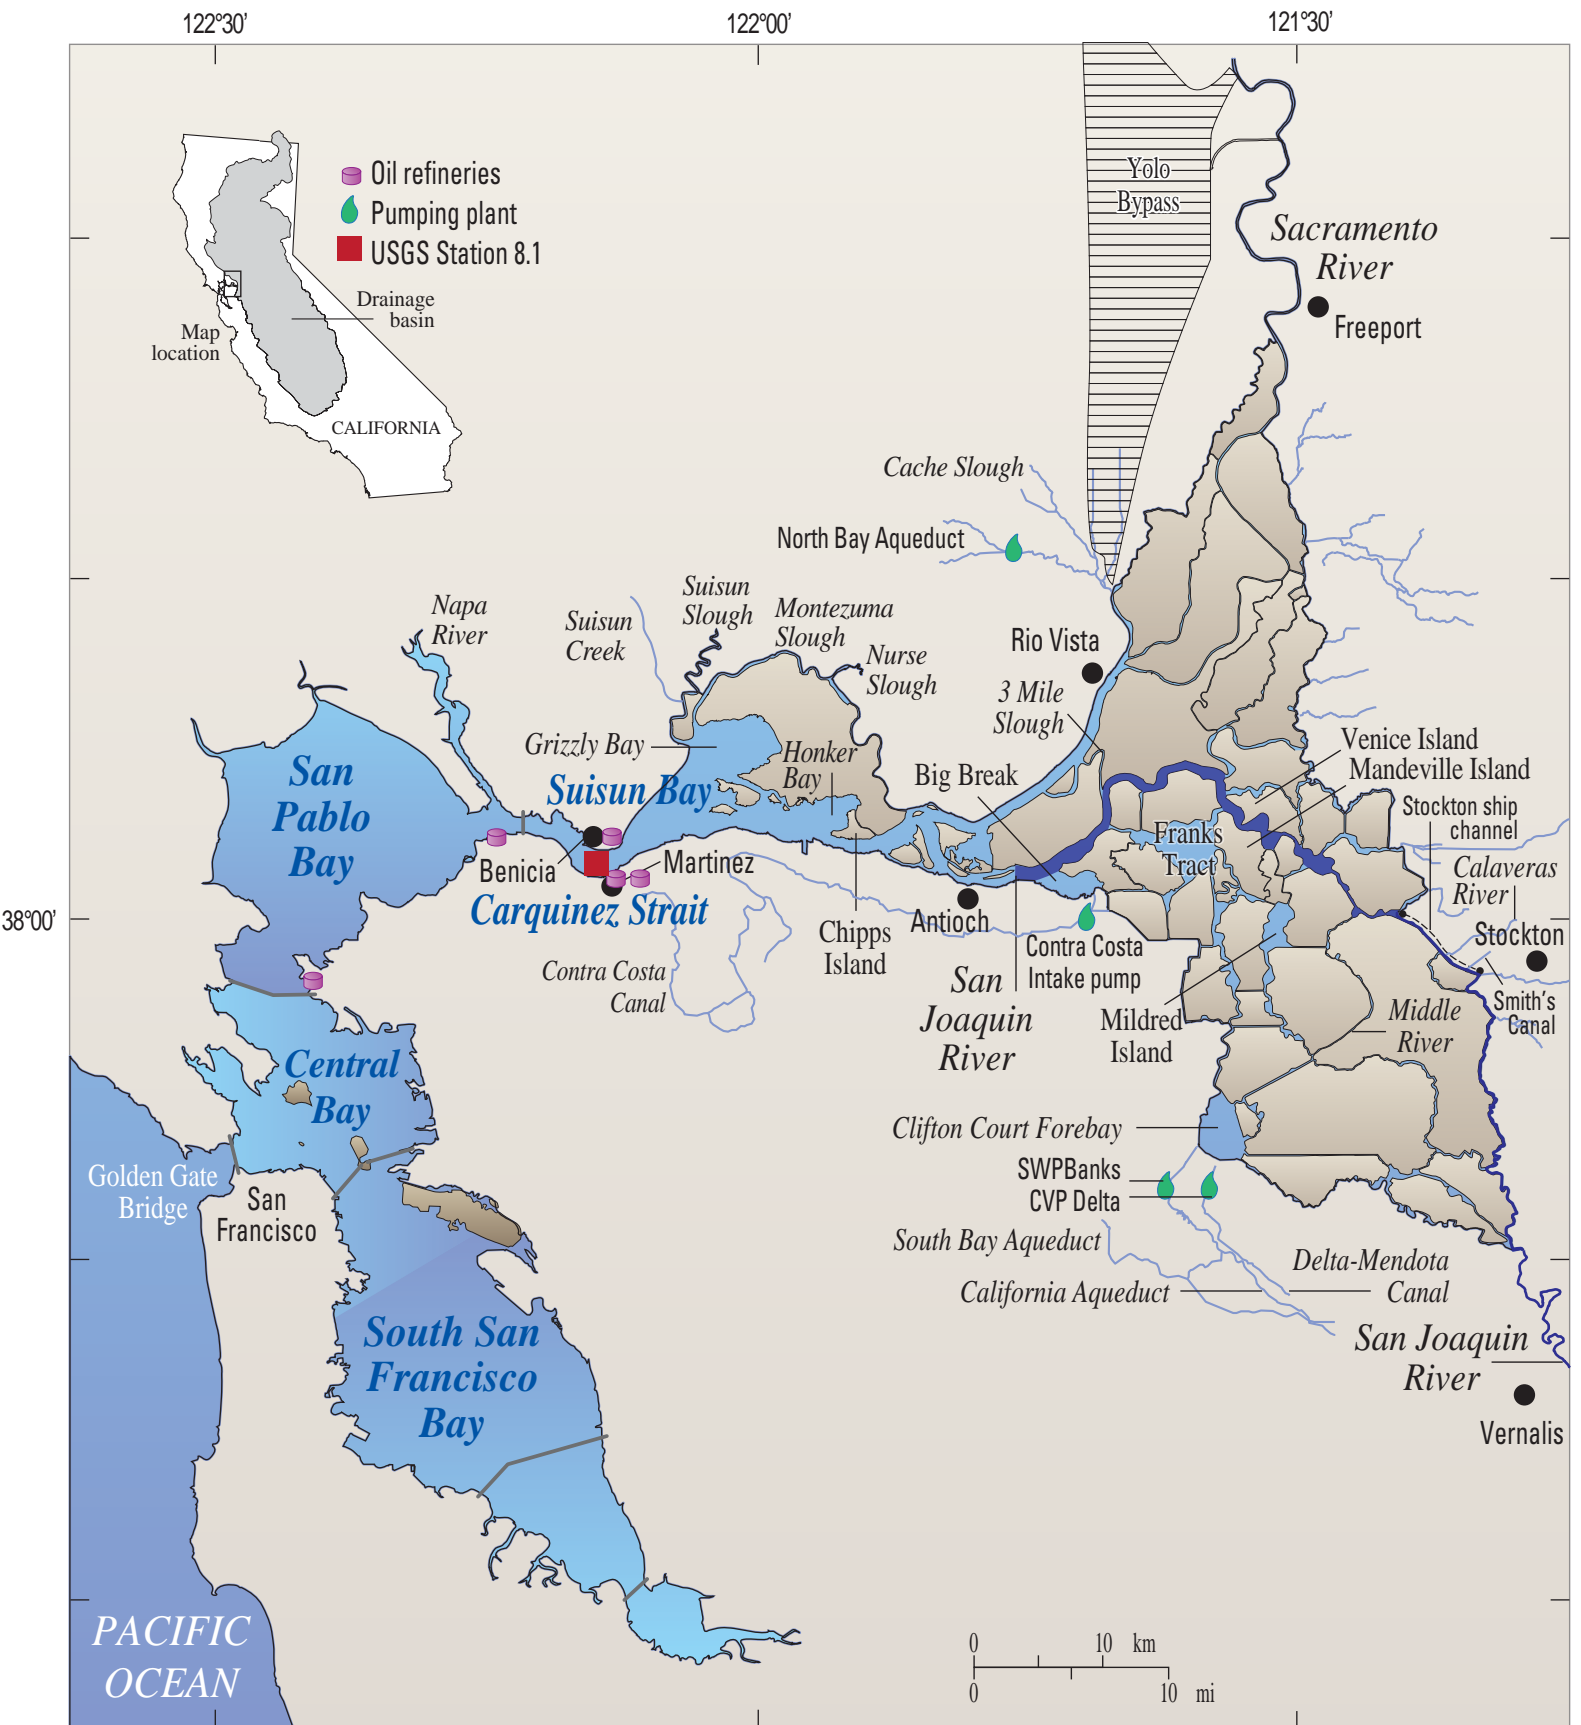 122°30'
122°00'
121°30'
38°00'
Oil refineries
Pumping plant
USGS Station 8.1
Drainage
basin
Map
location
CALIFORNIA
Yolo
Bypass
Sacramento
River
Freeport
Cache Slough
North Bay Aqueduct
Napa
River
Suisun
Creek
Suisun
Slough
Montezuma
Slough
Nurse
Slough
Rio Vista
3 Mile
Slough
Grizzly Bay
Honker
Bay
Big Break
Venice Island
Mandeville Island
Stockton ship
channel
Calaveras
River
Stockton
Smith's
Canal
San
Pablo
Bay
Suisun Bay
Benicia
Martinez
Carquinez Strait
Franks
Tract
Chipps
Island
Antioch
Contra Costa
Intake pump
Contra Costa
Canal
San
Joaquin
River
Mildred
Island
Middle
River
Central
Bay
Golden Gate
Bridge
San
Francisco
Clifton Court Forebay
SWPBanks
CVP Delta
South Bay Aqueduct
California Aqueduct
Delta-Mendota
Canal
San Joaquin
River
Vernalis
South San
Francisco
Bay
PACIFIC
OCEAN
0 10 km
0 10 mi